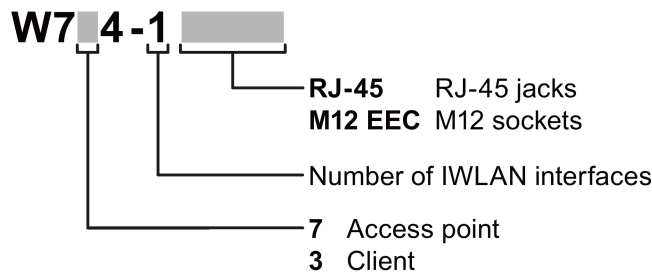 W7 4-1
RJ-45 RJ-45 jacks
M12 EEC M12 sockets
Number of IWLAN interfaces
7 Access point
3 Client